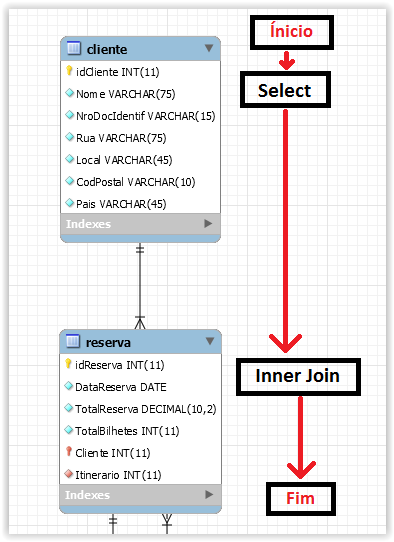 cliente
idCliente INT(11)
Nome VARCHAR(75)
NroDocIdentif VARCHAR(15)
Rua VARCHAR(75)
Local VARCHAR(45)
CodPostal VARCHAR(10)
Pais VARCHAR(45)
Indexes
reserva
idReserva INT(11)
DataReserva DATE
TotalReserva DECIMAL(10,2)
TotalBilhetes INT(11)
Cliente INT(11)
Itinerario INT(11)
Indexes
Ínicio
Select
Inner Join
Fim